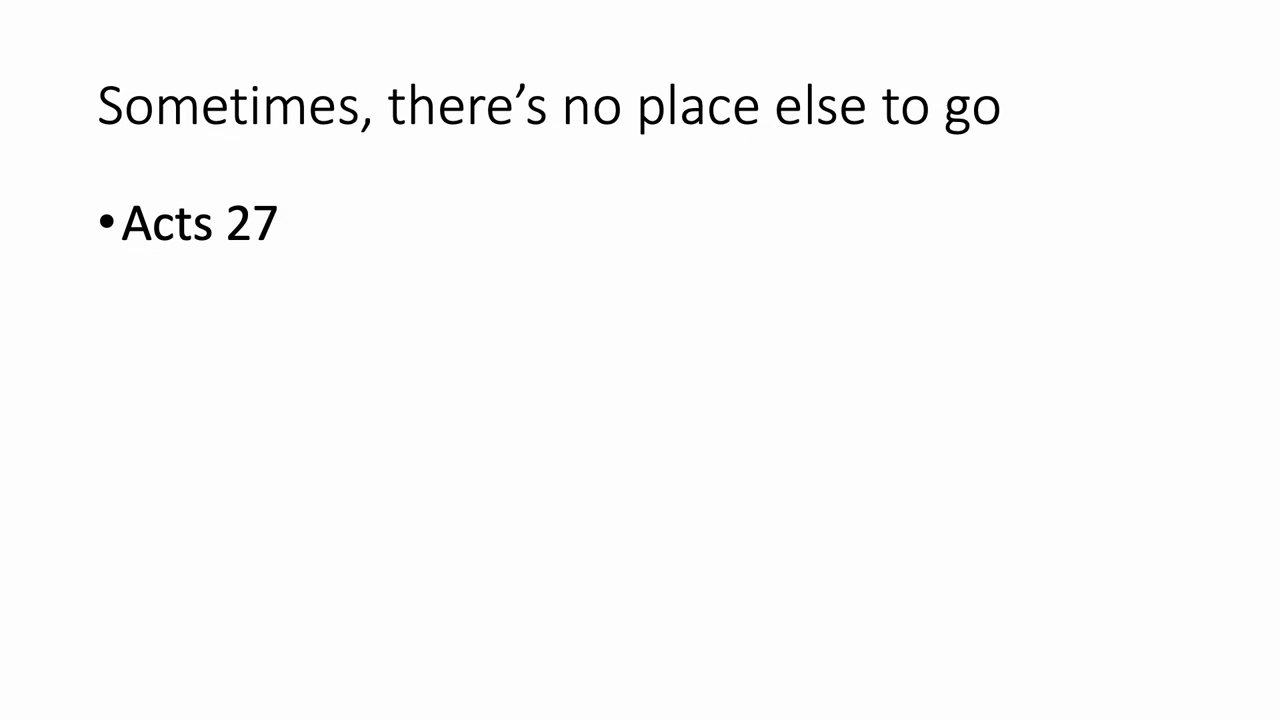 Sometimes, there’s no place else to go
•Acts 27